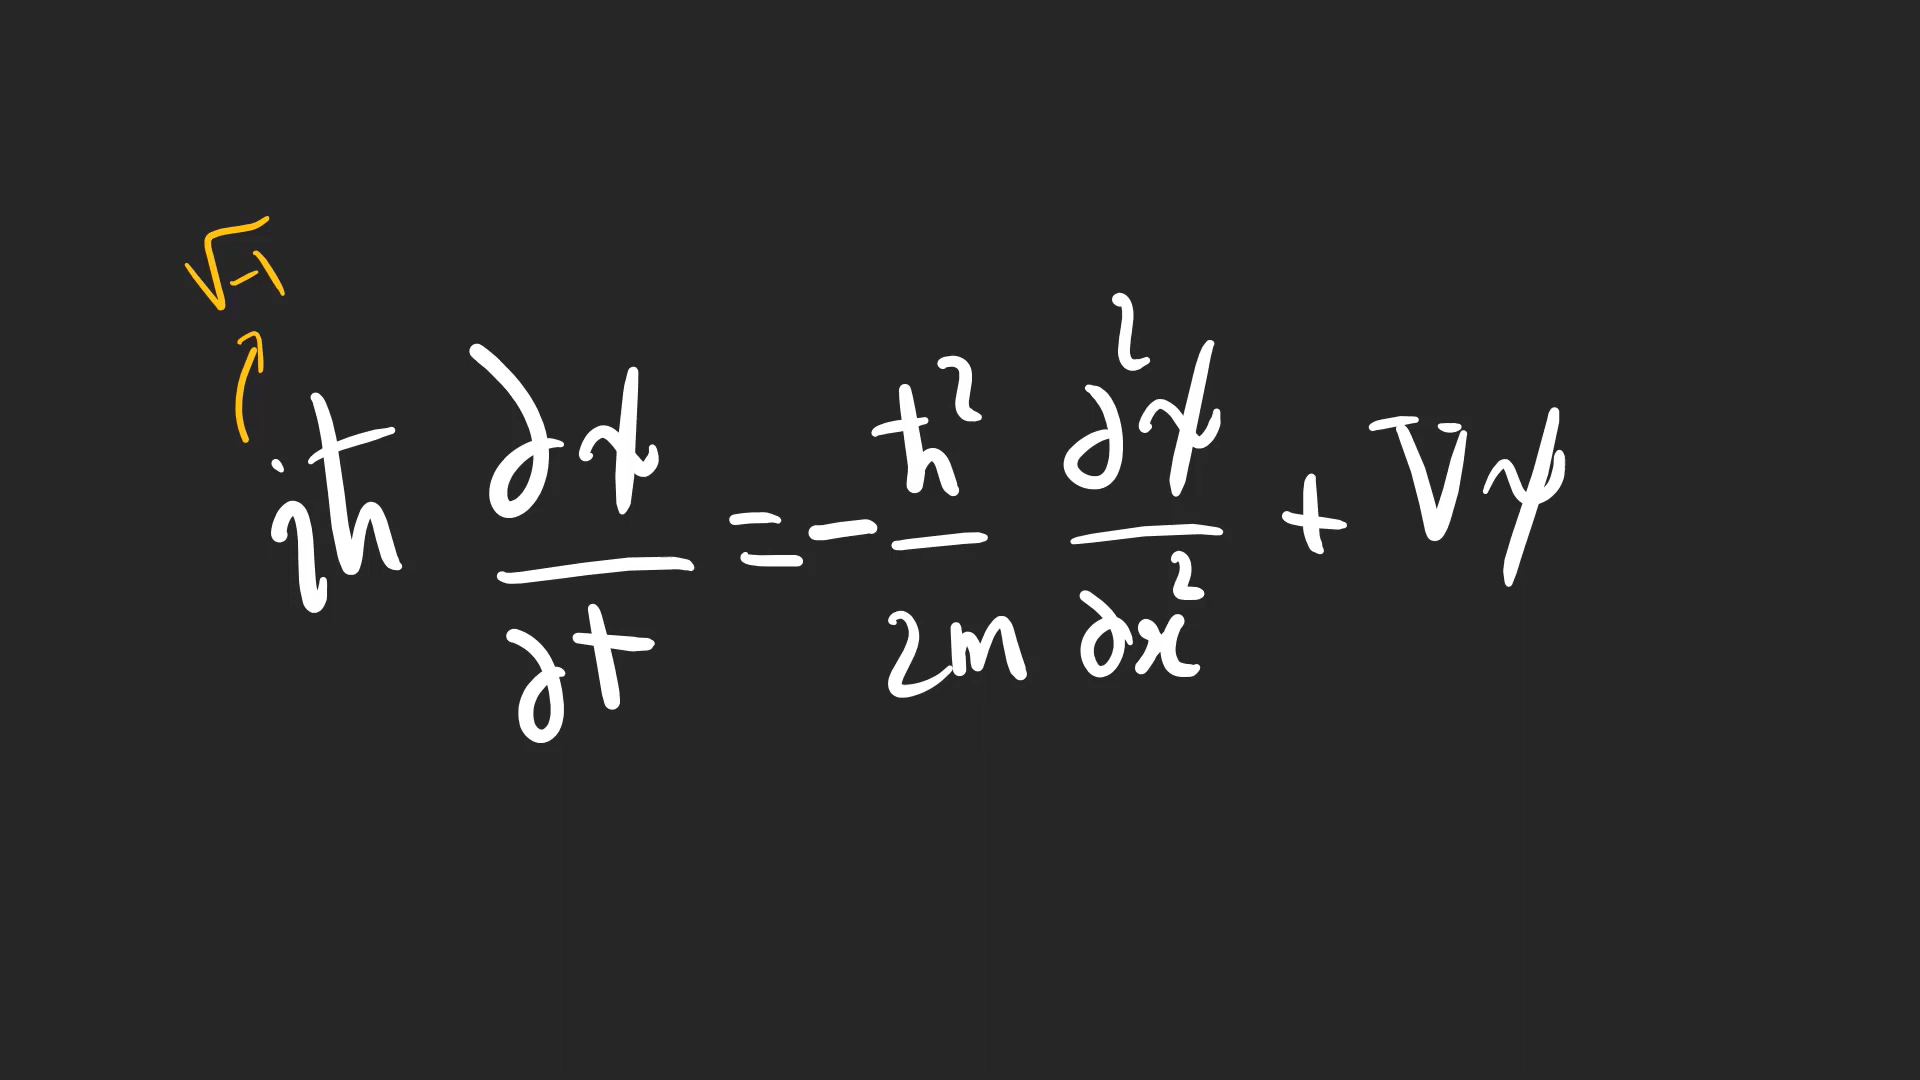 √-1
iħ ∂ψ/∂t = - ħ²/2m ∂²ψ/∂x² + Vψ